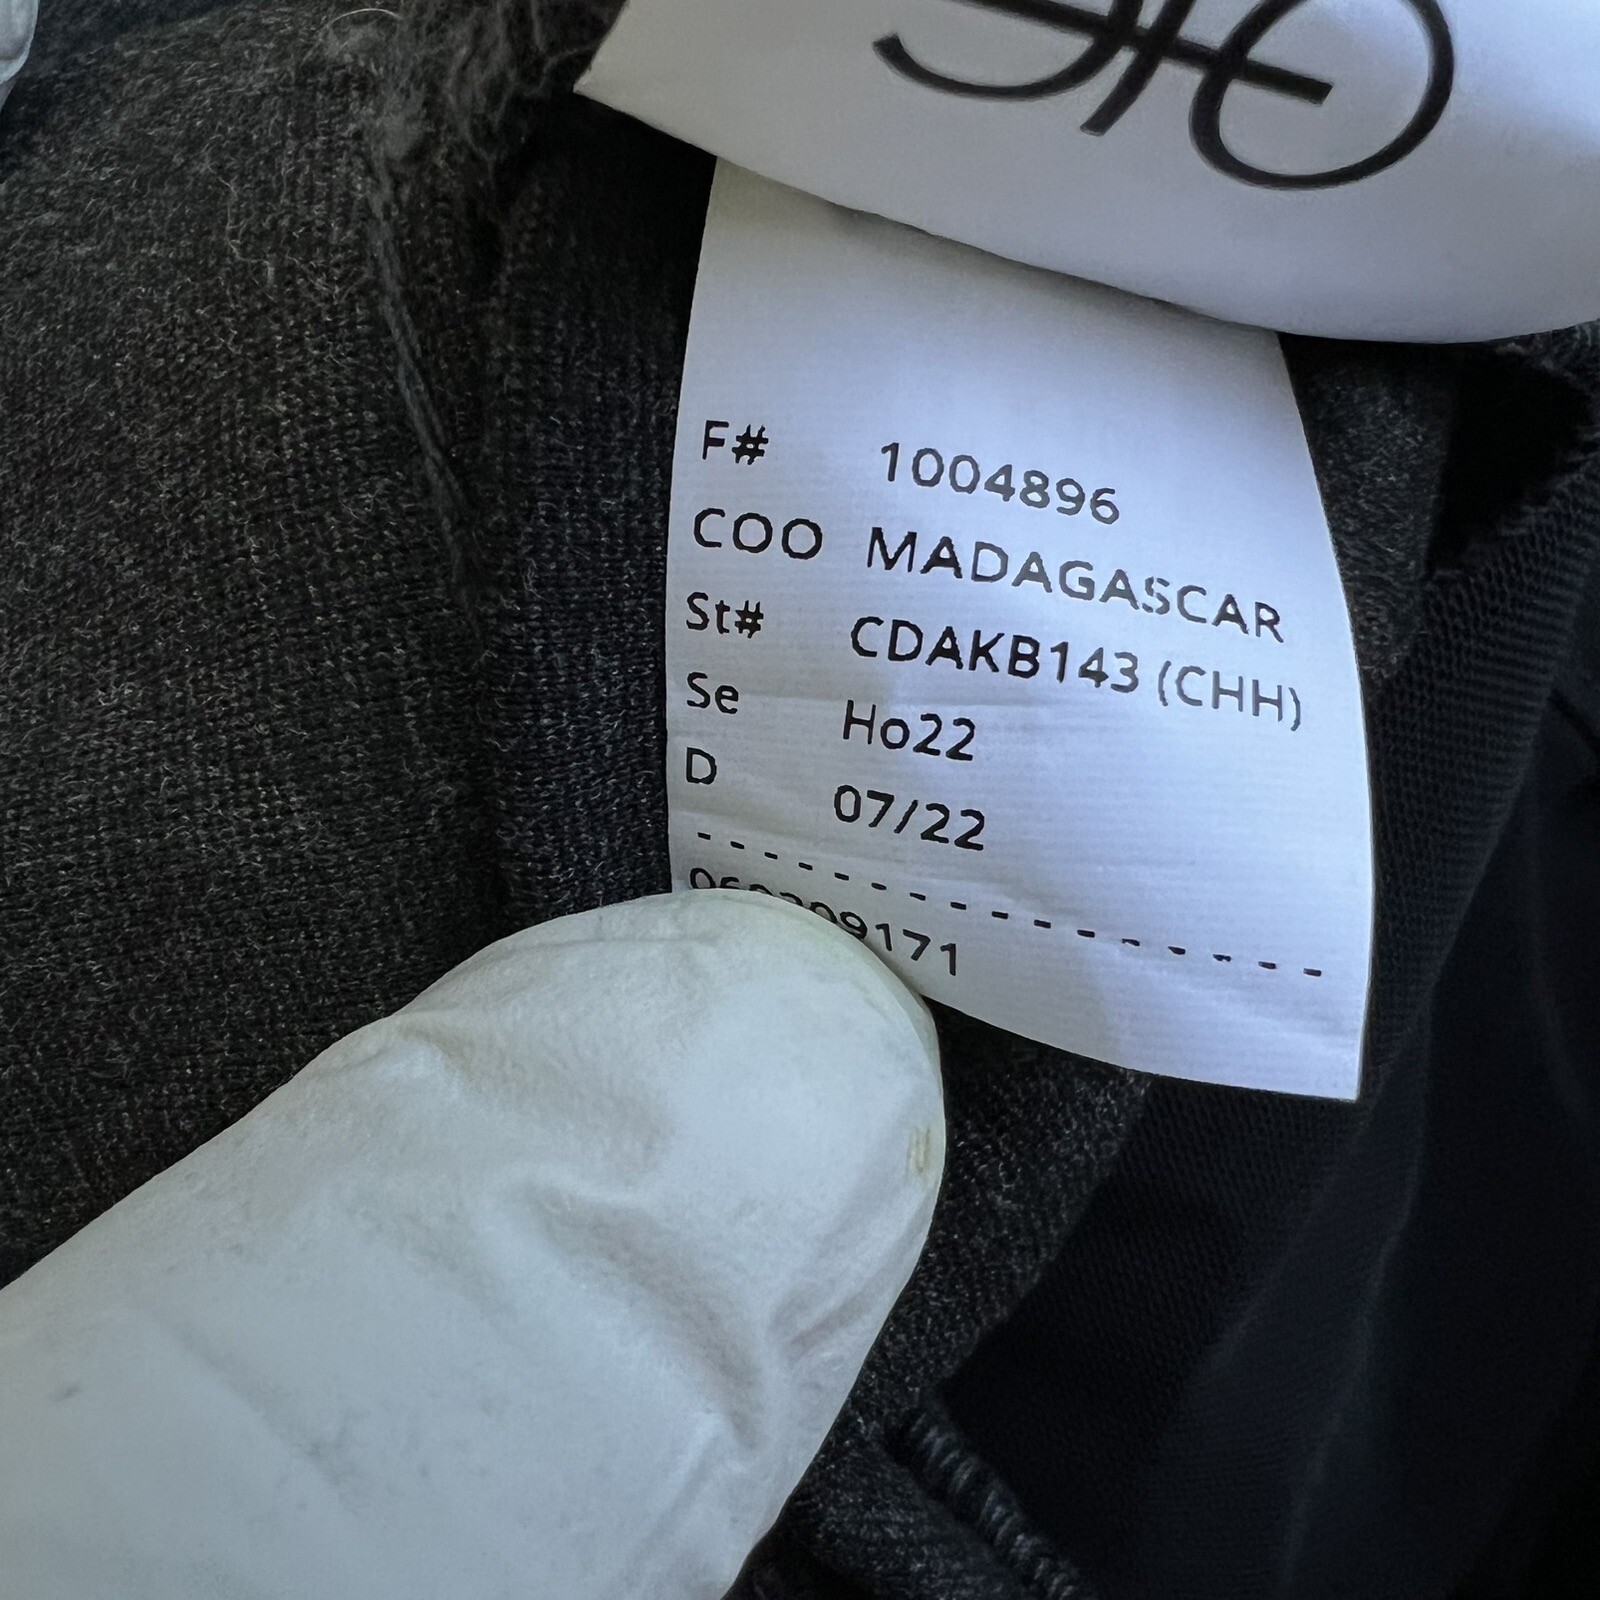 F# 1004896
COO MADAGASCAR
St# CDAKB143 (CHH)
Se Ho22
D 07/22
- - - - - - - - - - - - - - - -